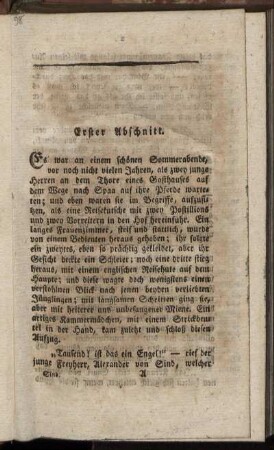 Erster Abschnitt.
Es war an einem schönen Sommerabende,
vor noch nicht vielen Jahren, als zwey junge
Herren an dem Thore eines Gasthauses auf
dem Wege nach Spaa auf ihre Pferde warte-
ten; und eben waren sie im Begriffe, aufzusi-
tzen, als eine Reisekutsche mit zwey Postillions
und zwey Vorreitern in den Hof hereinfuhr. Ein
langes Frauenzimmer, steif und stattlich, wurde
von einem Bedienten heraus gehoben; ihr folgte
ein zweytes, eben so prächtig gekleidet, aber ihr
Gesicht deckte ein Schleier; noch eine dritte stieg
heraus, mit einem englischen Reisehute auf dem
Haupte; und diese wagte doch wenigstens einen
verstohlnen Blick nach jenen beyden verliebten
Jünglingen; mit langsamen Schritten ging sie,
aber mit heiterer und unbefangener Miene. Ein
artiges Kammermädchen, mit einem Strickbeu-
tel in der Hand, kam zuletzt und schloß diesen
Aufzug.
„Tausend! ist das ein Engel!" — rief der
junge Freyherr, Alexander von Sind, welcher
Sind. A